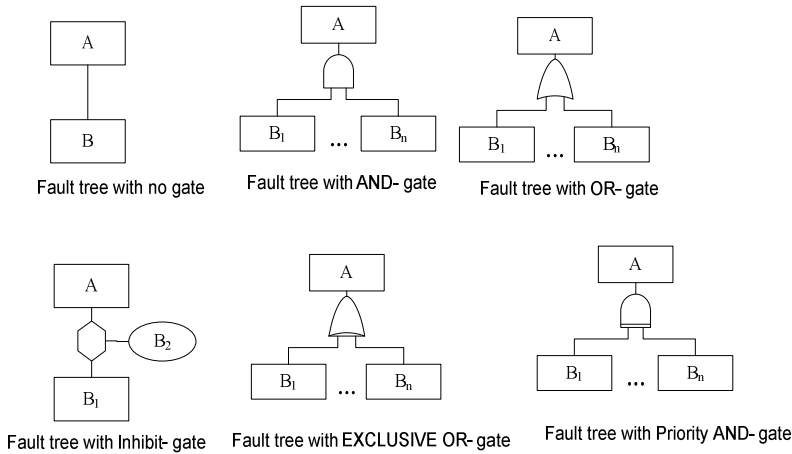 A
B
Fault tree with no gate
A
B1
...
Bn
Fault tree with AND- gate
A
B1
...
Bn
Fault tree with OR- gate
A
B2
B1
Fault tree with Inhibit- gate
A
B1
...
Bn
Fault tree with EXCLUSIVE OR- gate
A
B1
...
Bn
Fault tree with Priority AND- gate